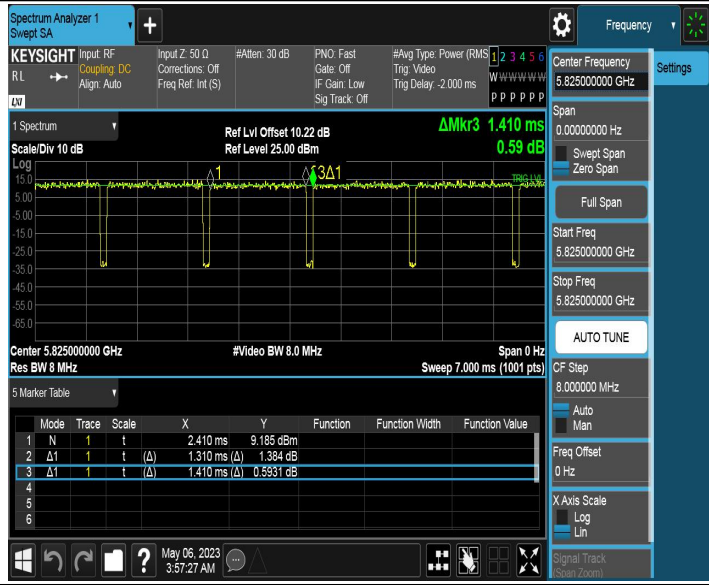 Spectrum Analyzer 1
Swept SA
Frequency
KEYSIGHT
RL
LXI
Input: RF
Coupling: DC
Align: Auto
Input Z: 50 Ω
Corrections: Off
Freq Ref: Int (S)
#Atten: 30 dB
PNO: Fast
Gate: Off
IF Gain: Low
Sig Track: Off
#Avg Type: Power (RMS
Trig: Video
Trig Delay: -2.000 ms
1 2 3 4 5 6
W W W W W W
P P P P P P
1 Spectrum
Scale/Div 10 dB
Ref Lvl Offset 10.22 dB
Ref Level 25.00 dBm
ΔMkr3 1.410 ms
0.59 dB
Log
15.0
5.00
-5.00
-15.0
-25.0
-35.0
-45.0
-55.0
-65.0
1
3Δ1
TRIG LVL
Center 5.825000000 GHz
Res BW 8 MHz
#Video BW 8.0 MHz
Span 0 Hz
Sweep 7.000 ms (1001 pts)
5 Marker Table
Mode Trace Scale X Y Function Function Width Function Value
1 N 1 t 2.410 ms 9.185 dBm
2 Δ1 1 t (Δ) 1.310 ms (Δ) 1.384 dB
3 Δ1 1 t (Δ) 1.410 ms (Δ) 0.5931 dB
4
5
6
May 06, 2023
3:57:27 AM
Center Frequency
5.825000000 GHz
Span
0.00000000 Hz
Swept Span
Zero Span
Full Span
Start Freq
5.825000000 GHz
Stop Freq
5.825000000 GHz
AUTO TUNE
CF Step
8.000000 MHz
Auto
Man
Freq Offset
0 Hz
X Axis Scale
Log
Lin
Signal Track
(Span Zoom)
Settings